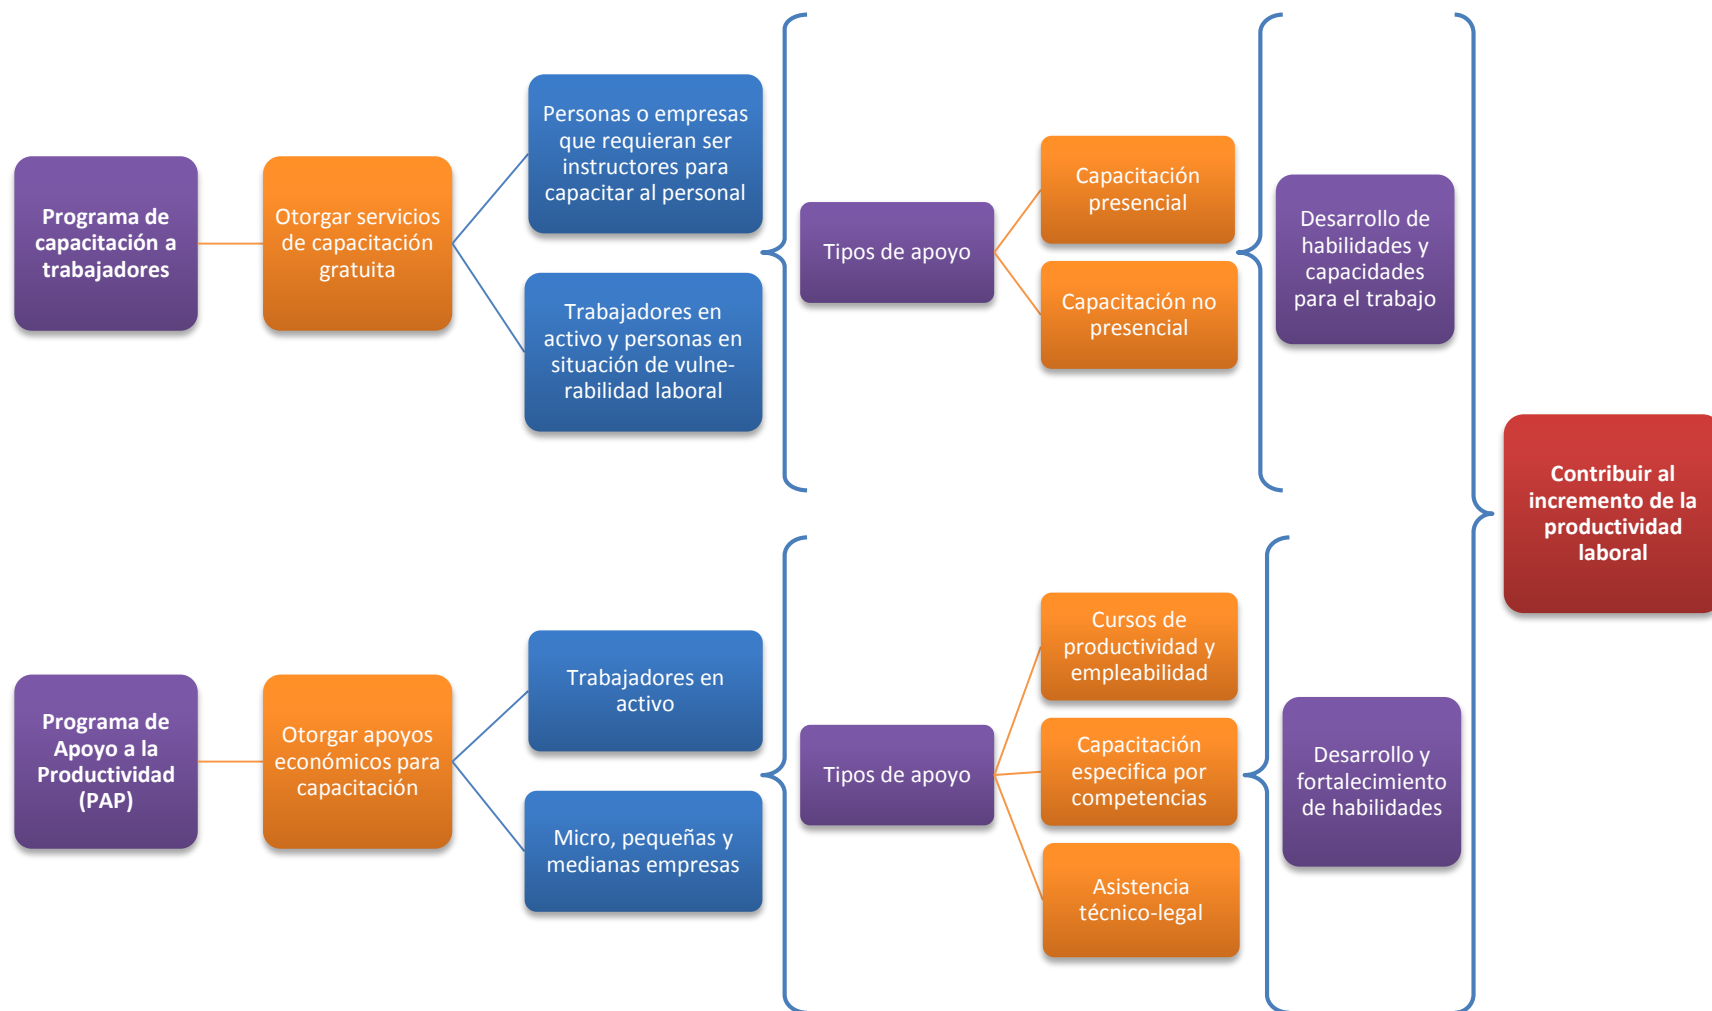 Programa de
capacitación a
trabajadores
Otorgar servicios
de capacitación
gratuita
Personas o empresas
que requieran ser
instructores para
capacitar al personal
Trabajadores en
activo y personas en
situación de vulne-
rabilidad laboral
Tipos de apoyo
Capacitación
presencial
Capacitación no
presencial
Desarrollo de
habilidades y
capacidades
para el trabajo
Contribuir al
incremento de la
productividad
laboral
Programa de
Apoyo a la
Productividad
(PAP)
Otorgar apoyos
económicos para
capacitación
Trabajadores en
activo
Micro, pequeñas y
medianas empresas
Tipos de apoyo
Cursos de
productividad y
empleabilidad
Capacitación
especifica por
competencias
Asistencia
técnico-legal
Desarrollo y
fortalecimiento
de habilidades